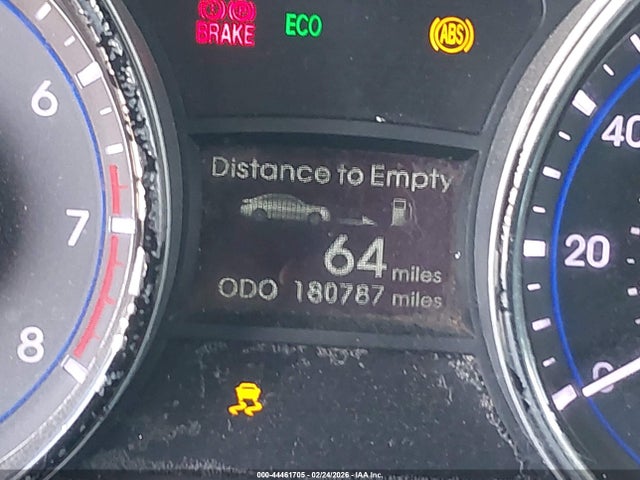 BRAKE ECO ABS
6
7
8
Distance to Empty
64 miles
ODO 180787 miles
40
20
0
000-44461705 - 02/24/2026 - IAA Inc.